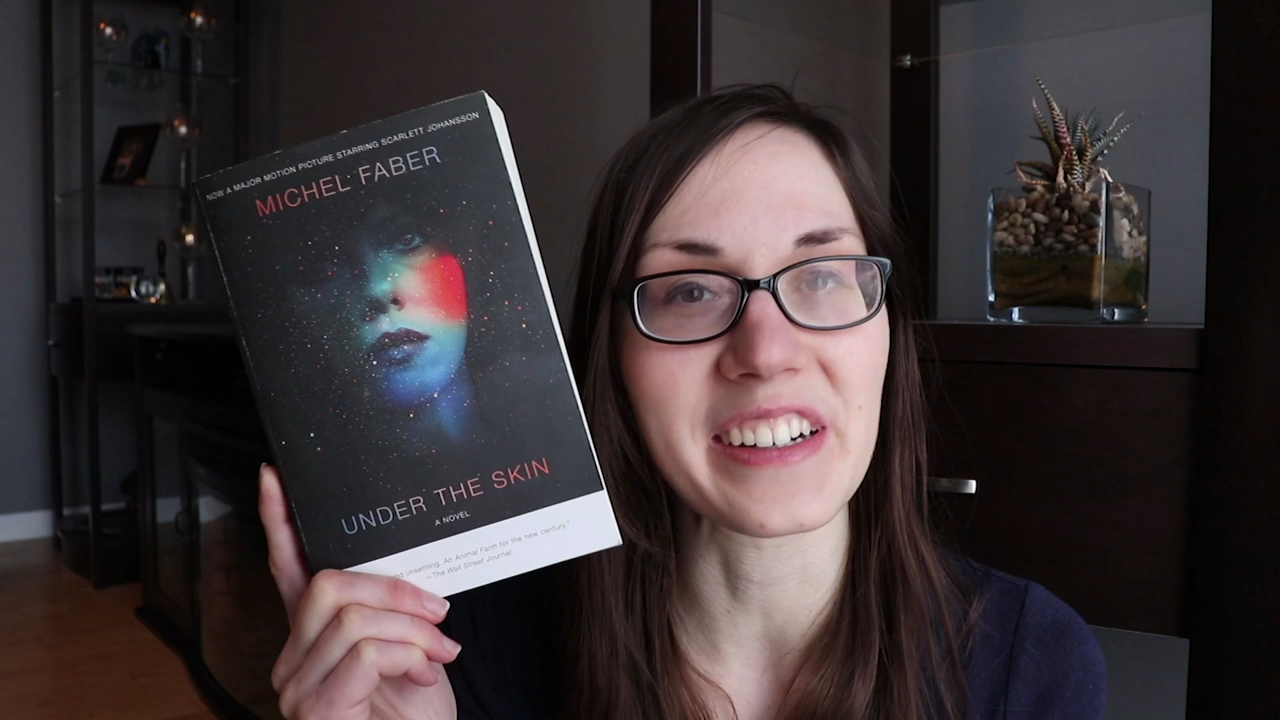 NOW A MAJOR MOTION PICTURE STARRING SCARLETT JOHANSSON
MICHEL FABER
UNDER THE SKIN
A NOVEL
unsettling. An Animal Farm for the new century."
—The Wall Street Journal